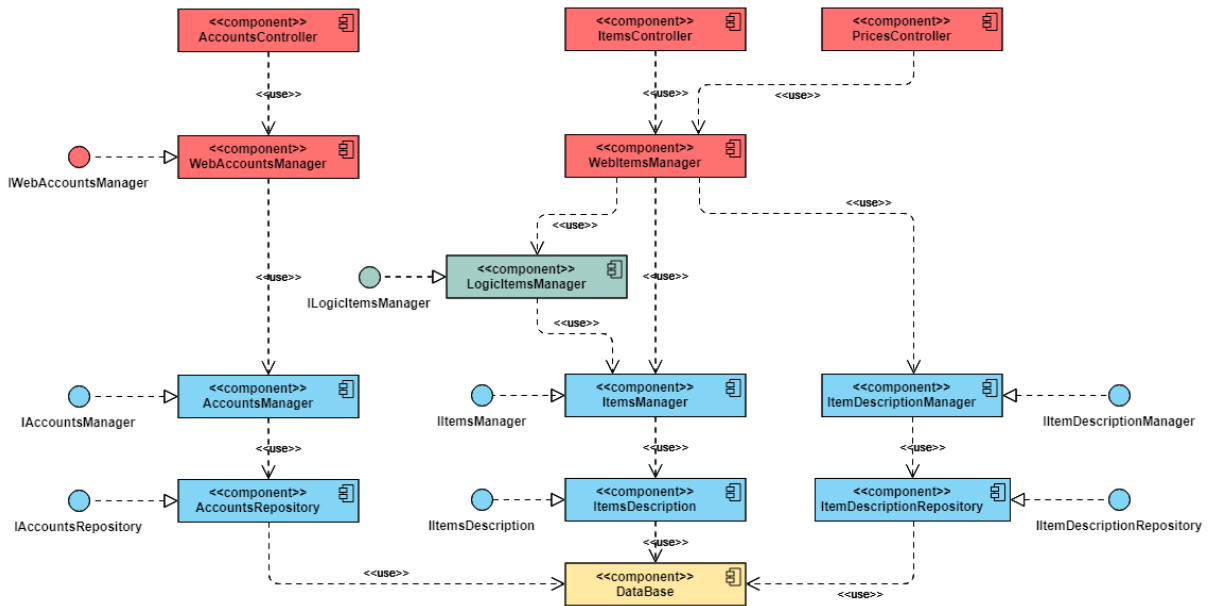 <<component>>
AccountsController
<<component>>
ItemsController
<<component>>
PricesController
<<use>>
<<use>>
<<use>>
<<component>>
WebAccountsManager
<<component>>
WebItemsManager
IWebAccountsManager
<<use>>
<<use>>
<<component>>
LogicItemsManager
<<use>>
ILogicItemsManager
<<use>>
<<use>>
<<component>>
AccountsManager
<<component>>
ItemsManager
<<component>>
ItemDescriptionManager
IAccountsManager
IItemsManager
IItemDescriptionManager
<<use>>
<<use>>
<<use>>
<<component>>
AccountsRepository
<<component>>
ItemsDescription
<<component>>
ItemDescriptionRepository
IAccountsRepository
IItemsDescription
IItemDescriptionRepository
<<use>>
<<use>>
<<use>>
<<component>>
DataBase